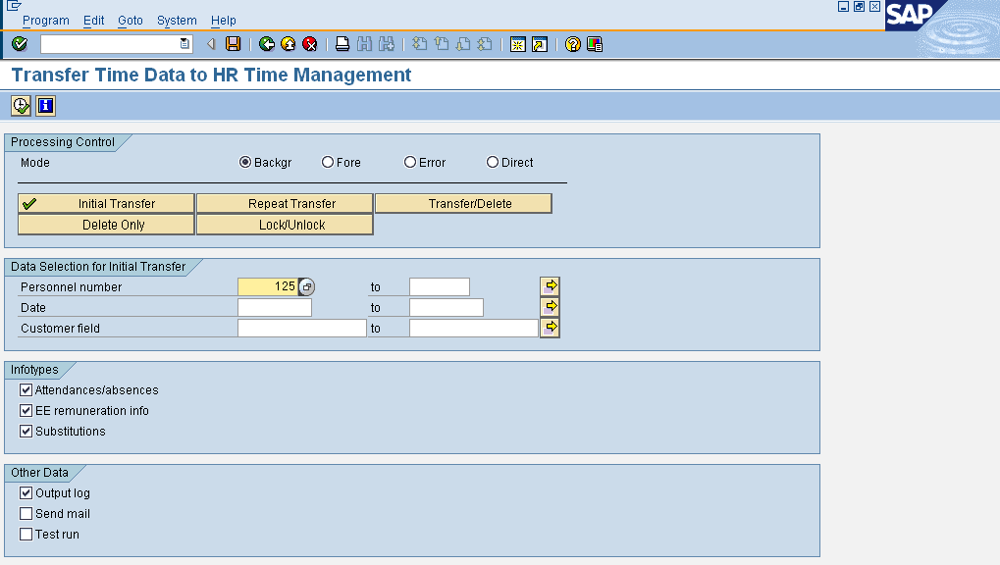 Program Edit Goto System Help
SAP
Transfer Time Data to HR Time Management
Processing Control
Mode Backgr Fore Error Direct
Initial Transfer Repeat Transfer Transfer/Delete
Delete Only Lock/Unlock
Data Selection for Initial Transfer
Personnel number 125 to
Date to
Customer field to
Infotypes
Attendances/absences
EE remuneration info
Substitutions
Other Data
Output log
Send mail
Test run